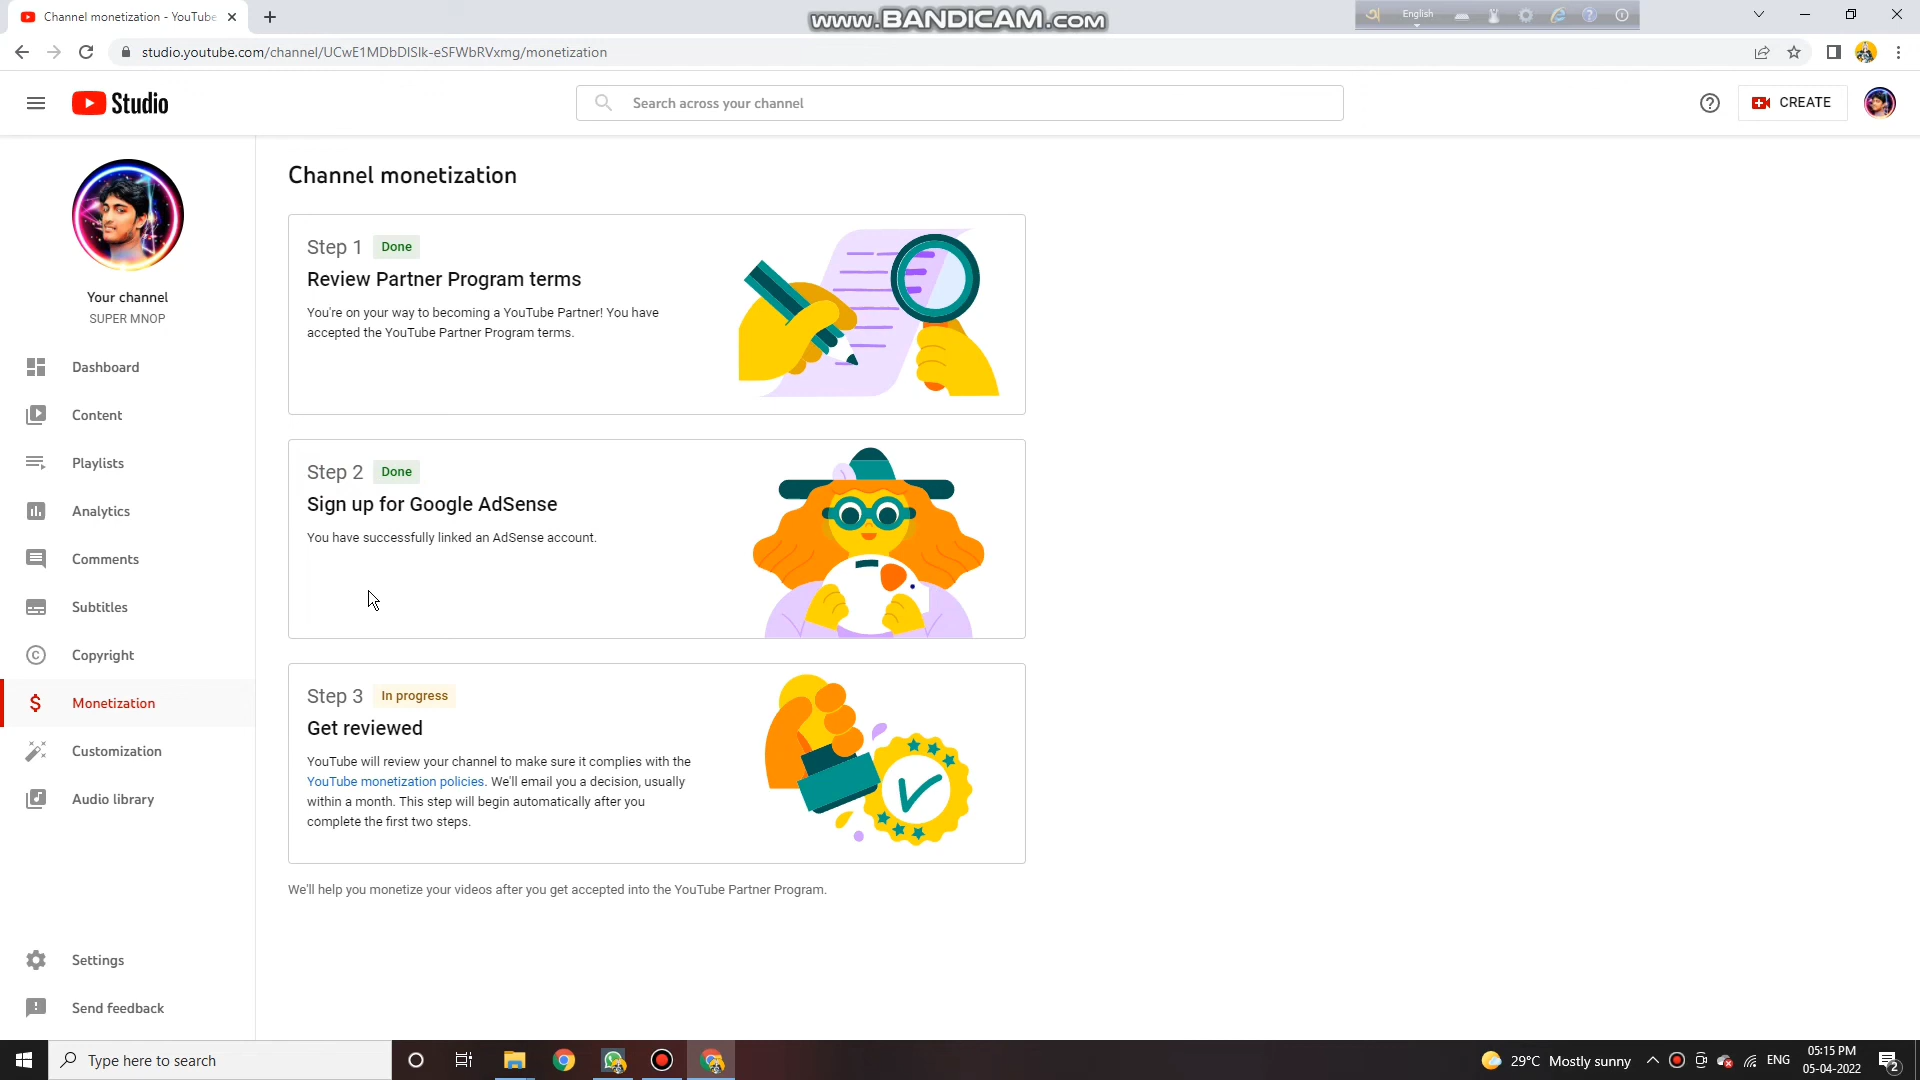 Channel monetization - YouTube
www.BANDICAM.com
English
studio.youtube.com/channel/UCwE1MDbDISlk-eSFWbRVxmg/monetization
Studio
Search across your channel
CREATE
Your channel
SUPER MNOP
Dashboard
Content
Playlists
Analytics
Comments
Subtitles
Copyright
Monetization
Customization
Audio library
Settings
Send feedback
Channel monetization
Step 1 Done
Review Partner Program terms
You're on your way to becoming a YouTube Partner! You have
accepted the YouTube Partner Program terms.
Step 2 Done
Sign up for Google AdSense
You have successfully linked an AdSense account.
Step 3 In progress
Get reviewed
YouTube will review your channel to make sure it complies with the
YouTube monetization policies. We'll email you a decision, usually
within a month. This step will begin automatically after you
complete the first two steps.
We'll help you monetize your videos after you get accepted into the YouTube Partner Program.
Type here to search
29°C Mostly sunny
ENG
05:15 PM
05-04-2022
2